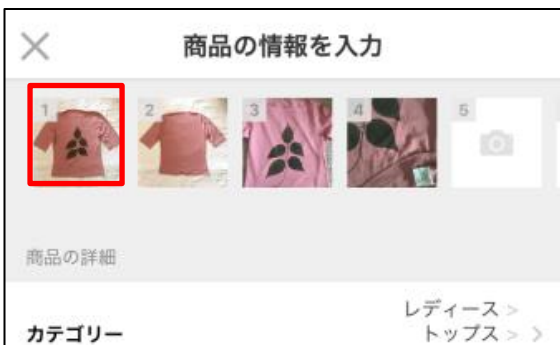 商品の情報を入力
1 2 3 4 5
商品の詳細
レディース >
カテゴリー トップス > >